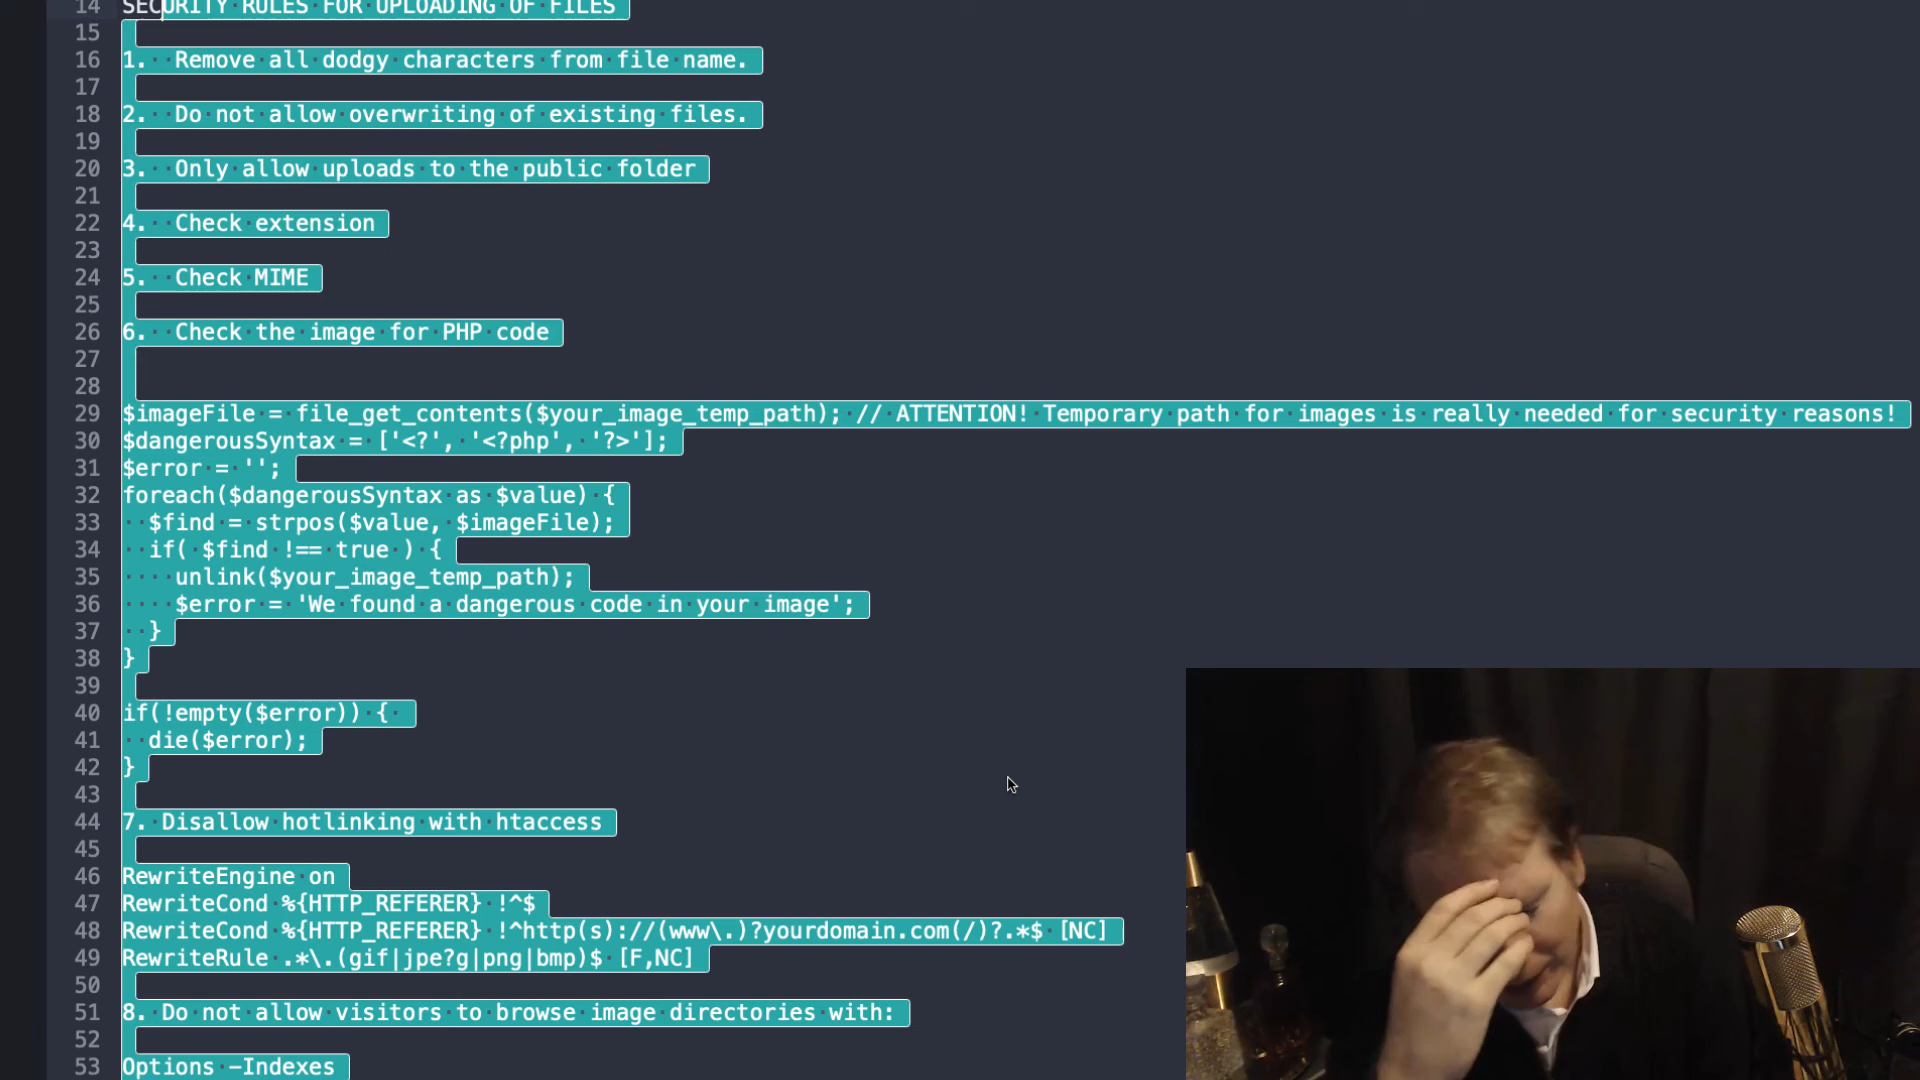 14 SECURITY RULES FOR UPLOADING OF FILES
15
16 1.  Remove all dodgy characters from file name.
17
18 2.  Do not allow overwriting of existing files.
19
20 3.  Only allow uploads to the public folder
21
22 4.  Check extension
23
24 5.  Check MIME
25
26 6.  Check the image for PHP code
27
28
29 $imageFile = file_get_contents($your_image_temp_path); // ATTENTION! Temporary path for images is really needed for security reasons!
30 $dangerousSyntax = ['<?', '<?php', '?>'];
31 $error = '';
32 foreach($dangerousSyntax as $value) {
33   $find = strpos($value, $imageFile);
34   if( $find !== true ) {
35     unlink($your_image_temp_path);
36     $error = 'We found a dangerous code in your image';
37   }
38 }
39
40 if(!empty($error)) {
41   die($error);
42 }
43
44 7. Disallow hotlinking with htaccess
45
46 RewriteEngine on
47 RewriteCond %{HTTP_REFERER} !^$
48 RewriteCond %{HTTP_REFERER} !^http(s)://(www\.)?yourdomain.com(/)?.*$ [NC]
49 RewriteRule .*\.(gif|jpe?g|png|bmp)$ [F,NC]
50
51 8. Do not allow visitors to browse image directories with:
52
53 Options –Indexes